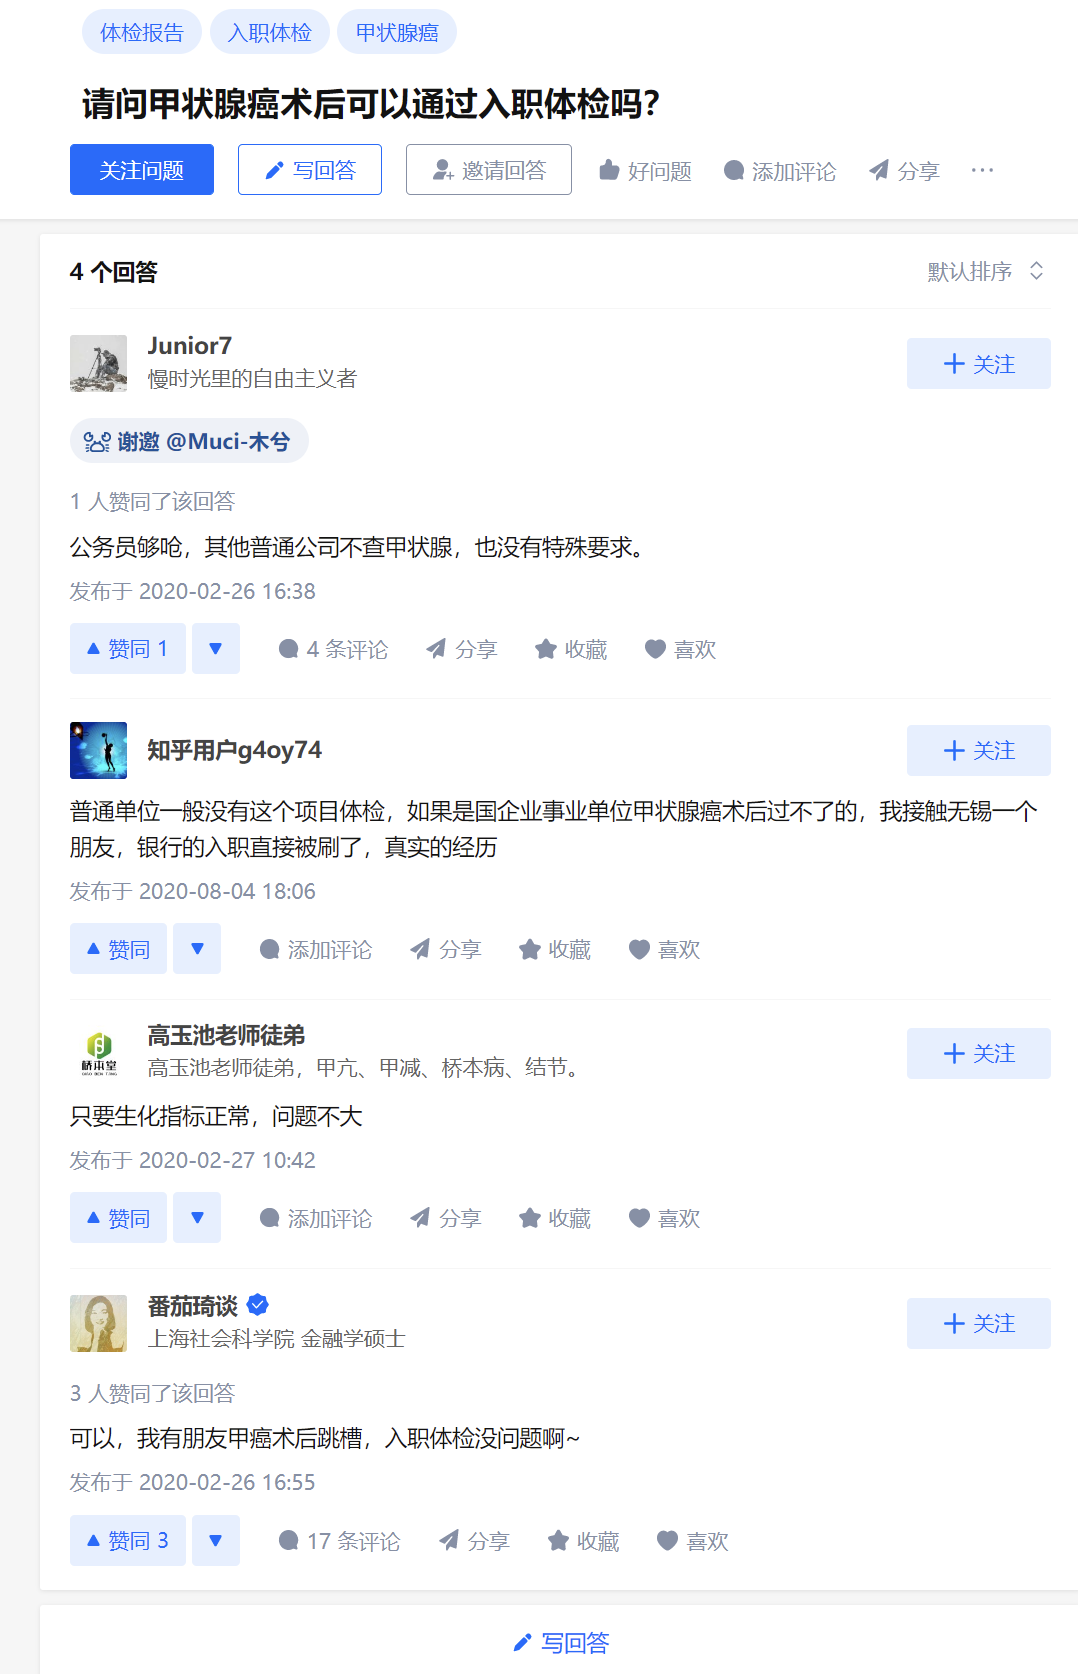 体检报告 入职体检 甲状腺癌
请问甲状腺癌术后可以通过入职体检吗？
关注问题 写回答 邀请回答 好问题 添加评论 分享 ···
4 个回答 默认排序
Junior7
慢时光里的自由主义者
关注
谢邀 @Muci-木兮
1 人赞同了该回答
公务员够呛，其他普通公司不查甲状腺，也没有特殊要求。
发布于 2020-02-26 16:38
赞同 1 4 条评论 分享 收藏 喜欢
知乎用户g4oy74
关注
普通单位一般没有这个项目体检，如果是国企业事业单位甲状腺癌术后过不了的，我接触无锡一个
朋友，银行的入职直接被刷了，真实的经历
发布于 2020-08-04 18:06
赞同 添加评论 分享 收藏 喜欢
桥本堂
高玉池老师徒弟
高玉池老师徒弟，甲亢、甲减、桥本病、结节。
关注
只要生化指标正常，问题不大
发布于 2020-02-27 10:42
赞同 添加评论 分享 收藏 喜欢
番茄琦谈
上海社会科学院 金融学硕士
关注
3 人赞同了该回答
可以，我有朋友甲癌术后跳槽，入职体检没问题啊~
发布于 2020-02-26 16:55
赞同 3 17 条评论 分享 收藏 喜欢
写回答